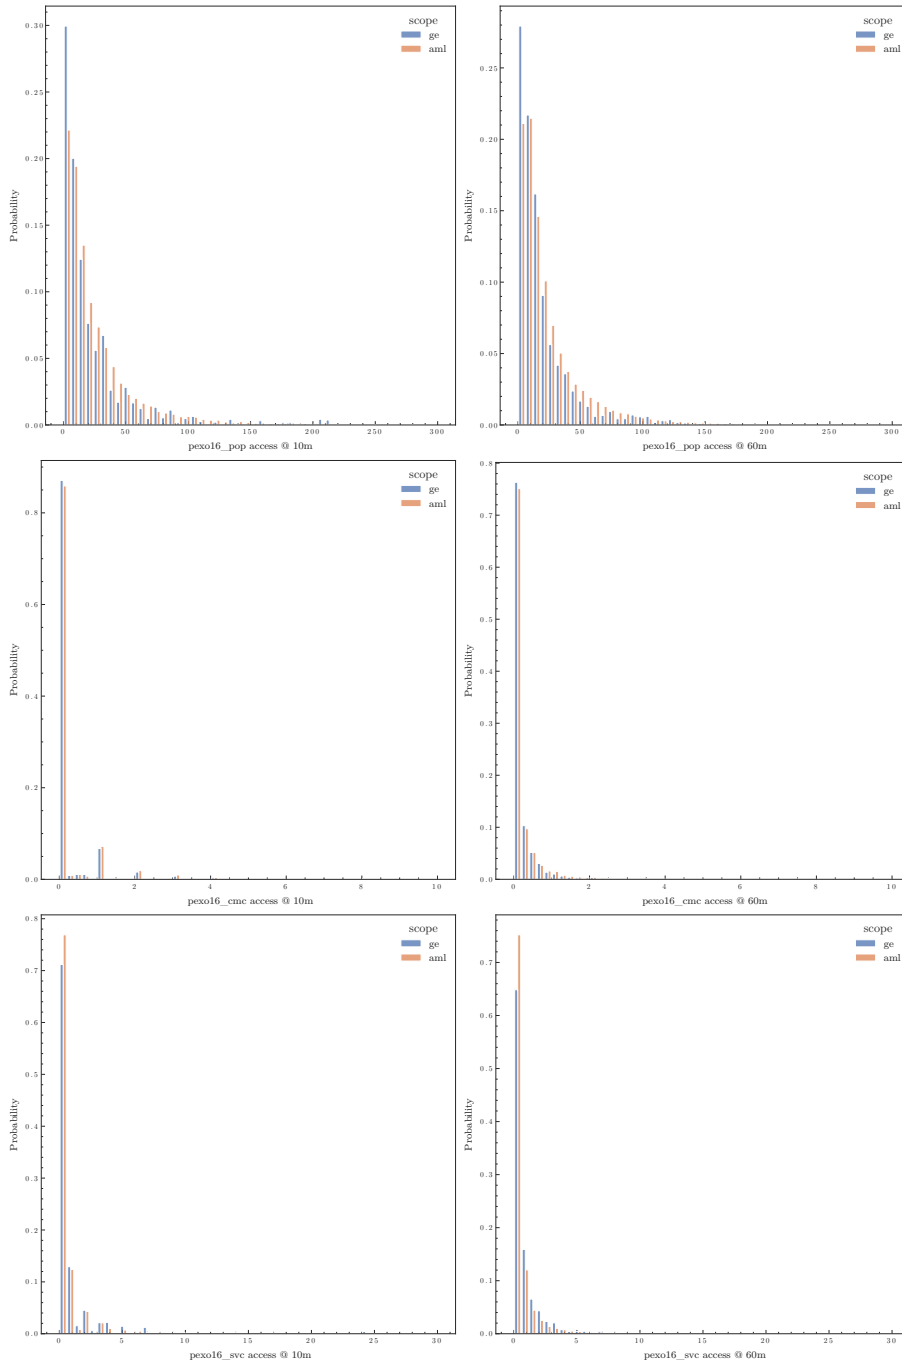 scope
ge
aml
0.30
0.25
0.20
0.15
0.10
0.05
0.00
Probability
0 50 100 150 200 250 300
pexo16_pop access @ 10m
scope
ge
aml
0.25
0.20
0.15
0.10
0.05
0.00
Probability
0 50 100 150 200 250 300
pexo16_pop access @ 60m
scope
ge
aml
0.8
0.6
0.4
0.2
0.0
Probability
0 2 4 6 8 10
pexo16_cmc access @ 10m
scope
ge
aml
0.8
0.7
0.6
0.5
0.4
0.3
0.2
0.1
0.0
Probability
0 2 4 6 8 10
pexo16_cmc access @ 60m
scope
ge
aml
0.8
0.7
0.6
0.5
0.4
0.3
0.2
0.1
0.0
Probability
0 5 10 15 20 25 30
pexo16_svc access @ 10m
scope
ge
aml
0.7
0.6
0.5
0.4
0.3
0.2
0.1
0.0
Probability
0 5 10 15 20 25 30
pexo16_svc access @ 60m